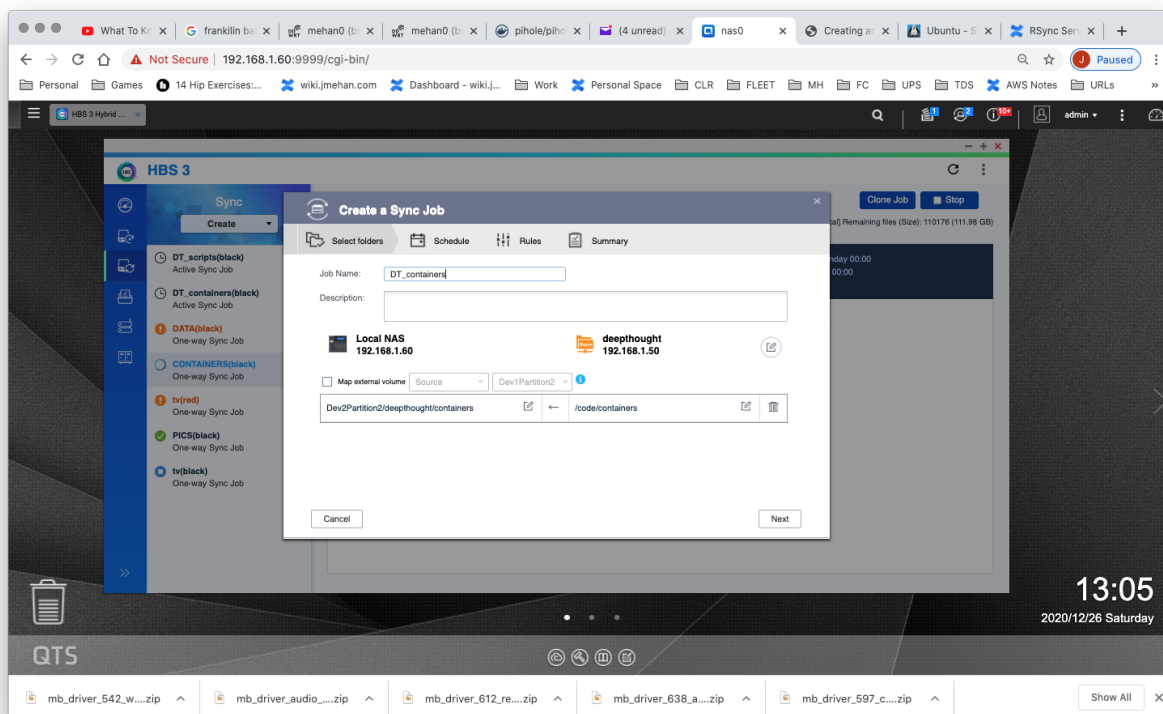 What To Kn
frankilin ba
mehan0 (b
mehan0 (b
pihole/piho
(4 unread)
nas0
Creating ar
Ubuntu - S
RSync Serv
Not Secure
192.168.1.60:9999/cgi-bin/
J Paused
Personal
Games
14 Hip Exercises:...
wiki.jmehan.com
Dashboard - wiki.j...
Work
Personal Space
CLR
FLEET
MH
FC
UPS
TDS
AWS Notes
URLs
»
HBS 3 Hybrid ...
1
2
10+
admin
HBS HBS 3
Sync
Create
Clone Job
Stop
al] Remaining files (Size): 110176 (111.98 GB)
nday 00:00
00:00
DT_scripts(black)
Active Sync Job
DT_containers(black)
Active Sync Job
DATA(black)
One-way Sync Job
CONTAINERS(black)
One-way Sync Job
tv(red)
One-way Sync Job
PICS(black)
One-way Sync Job
tv(black)
One-way Sync Job
Create a Sync Job
Select folders
Schedule
Rules
Summary
Job Name:
DT_containers
Description:
Local NAS
192.168.1.60
deepthought
192.168.1.50
Map external volume
Source
Dev1Partition2
Dev2Partition2/deepthought/containers
/code/containers
Cancel
Next
13:05
2020/12/26 Saturday
QTS
mb_driver_542_w....zip
mb_driver_audio_....zip
mb_driver_612_re....zip
mb_driver_638_a....zip
mb_driver_597_c....zip
Show All